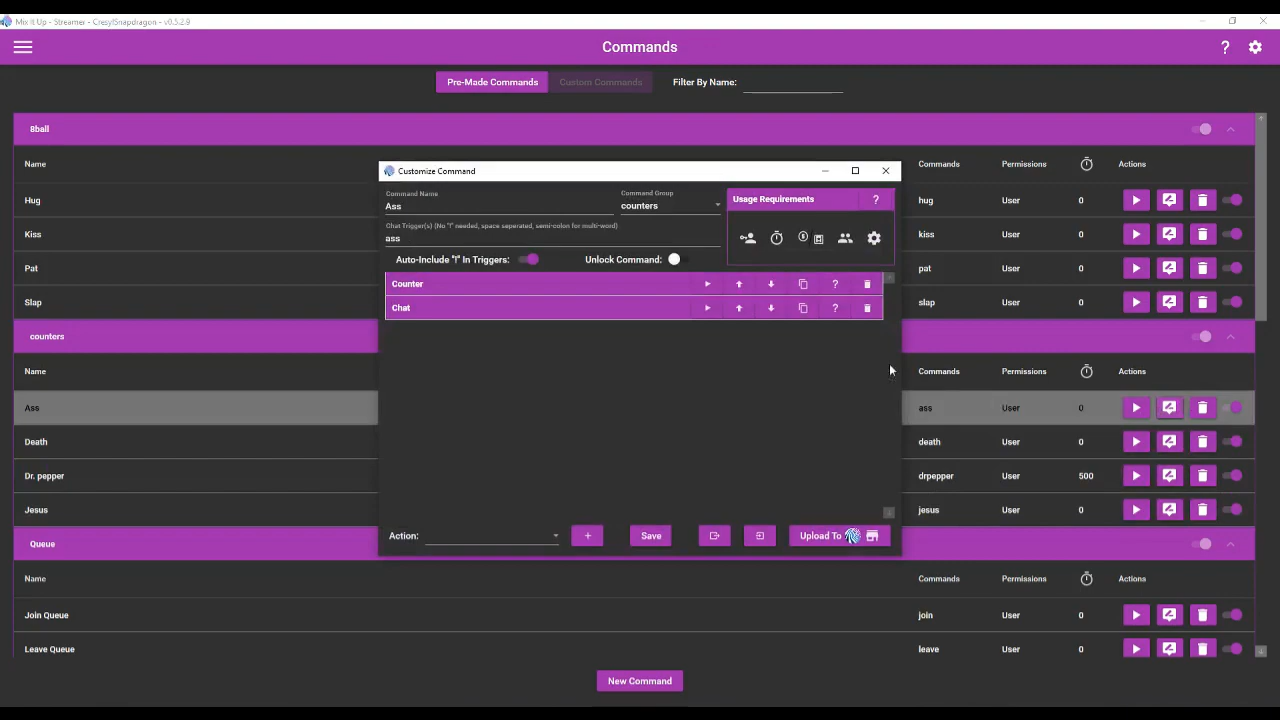 Mix It Up - Streamer - CresylSnapdragon - v0.5.2.9
Commands
?
Pre-Made Commands
Custom Commands
Filter By Name:
8ball
Name
Commands
Permissions
Actions
Hug
hug
User
0
Kiss
kiss
User
0
Pat
pat
User
0
Slap
slap
User
0
counters
Name
Commands
Permissions
Actions
Ass
ass
User
0
Death
death
User
0
Dr. pepper
drpepper
User
500
Jesus
jesus
User
0
Queue
Name
Commands
Permissions
Actions
Join Queue
join
User
0
Leave Queue
leave
User
0
New Command
Customize Command
Command Name
Ass
Command Group
counters
Usage Requirements
?
Chat Trigger(s) (No "!" needed, space seperated, semi-colon for multi-word)
ass
Auto-Include "!" In Triggers:
Unlock Command:
Counter
?
Chat
?
Action:
+
Save
Upload To